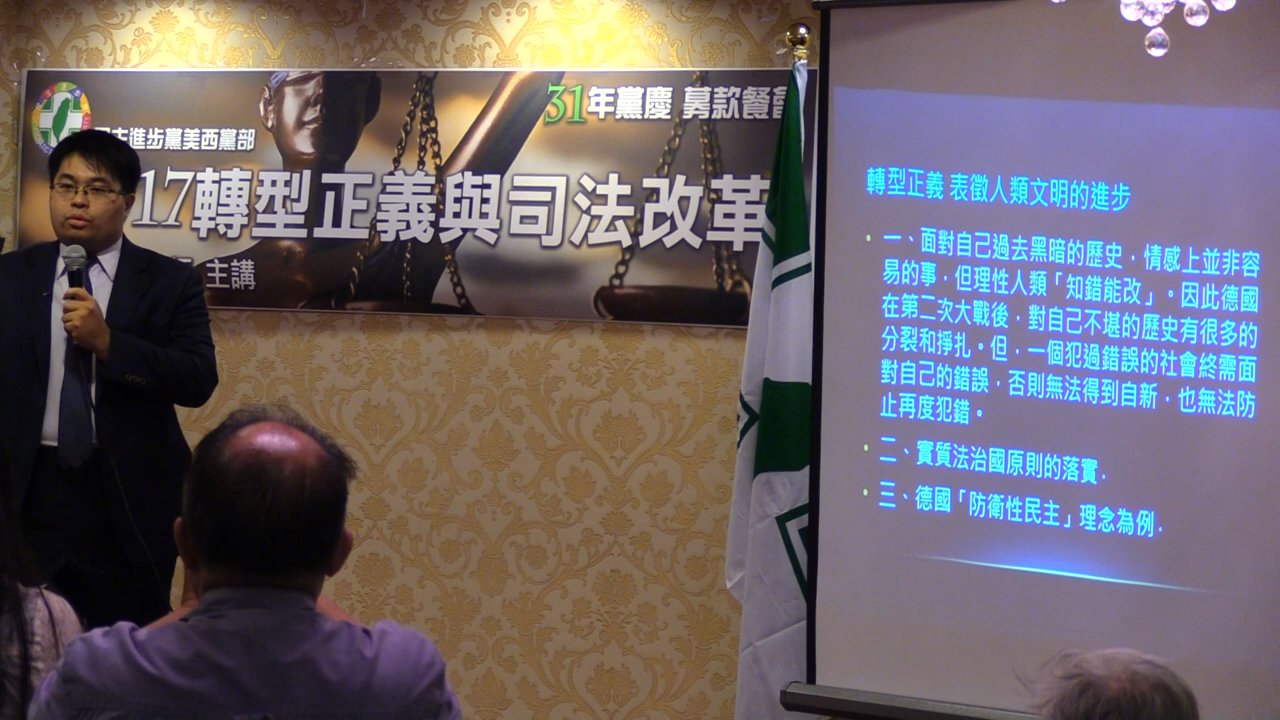 31年黨慶 募款餐會
主進步黨美西黨部
17轉型正義與司法改革
主講
轉型正義 表徵人類文明的進步
一、面對自己過去黑暗的歷史，情感上並非容
易的事，但理性人類「知錯能改」。因此德國
在第二次大戰後，對自己不堪的歷史有很多的
分裂和掙扎。但，一個犯過錯誤的社會終需面
對自己的錯誤，否則無法得到自新，也無法防
止再度犯錯。
二、實質法治國原則的落實，
三、德國「防衛性民主」理念為例，